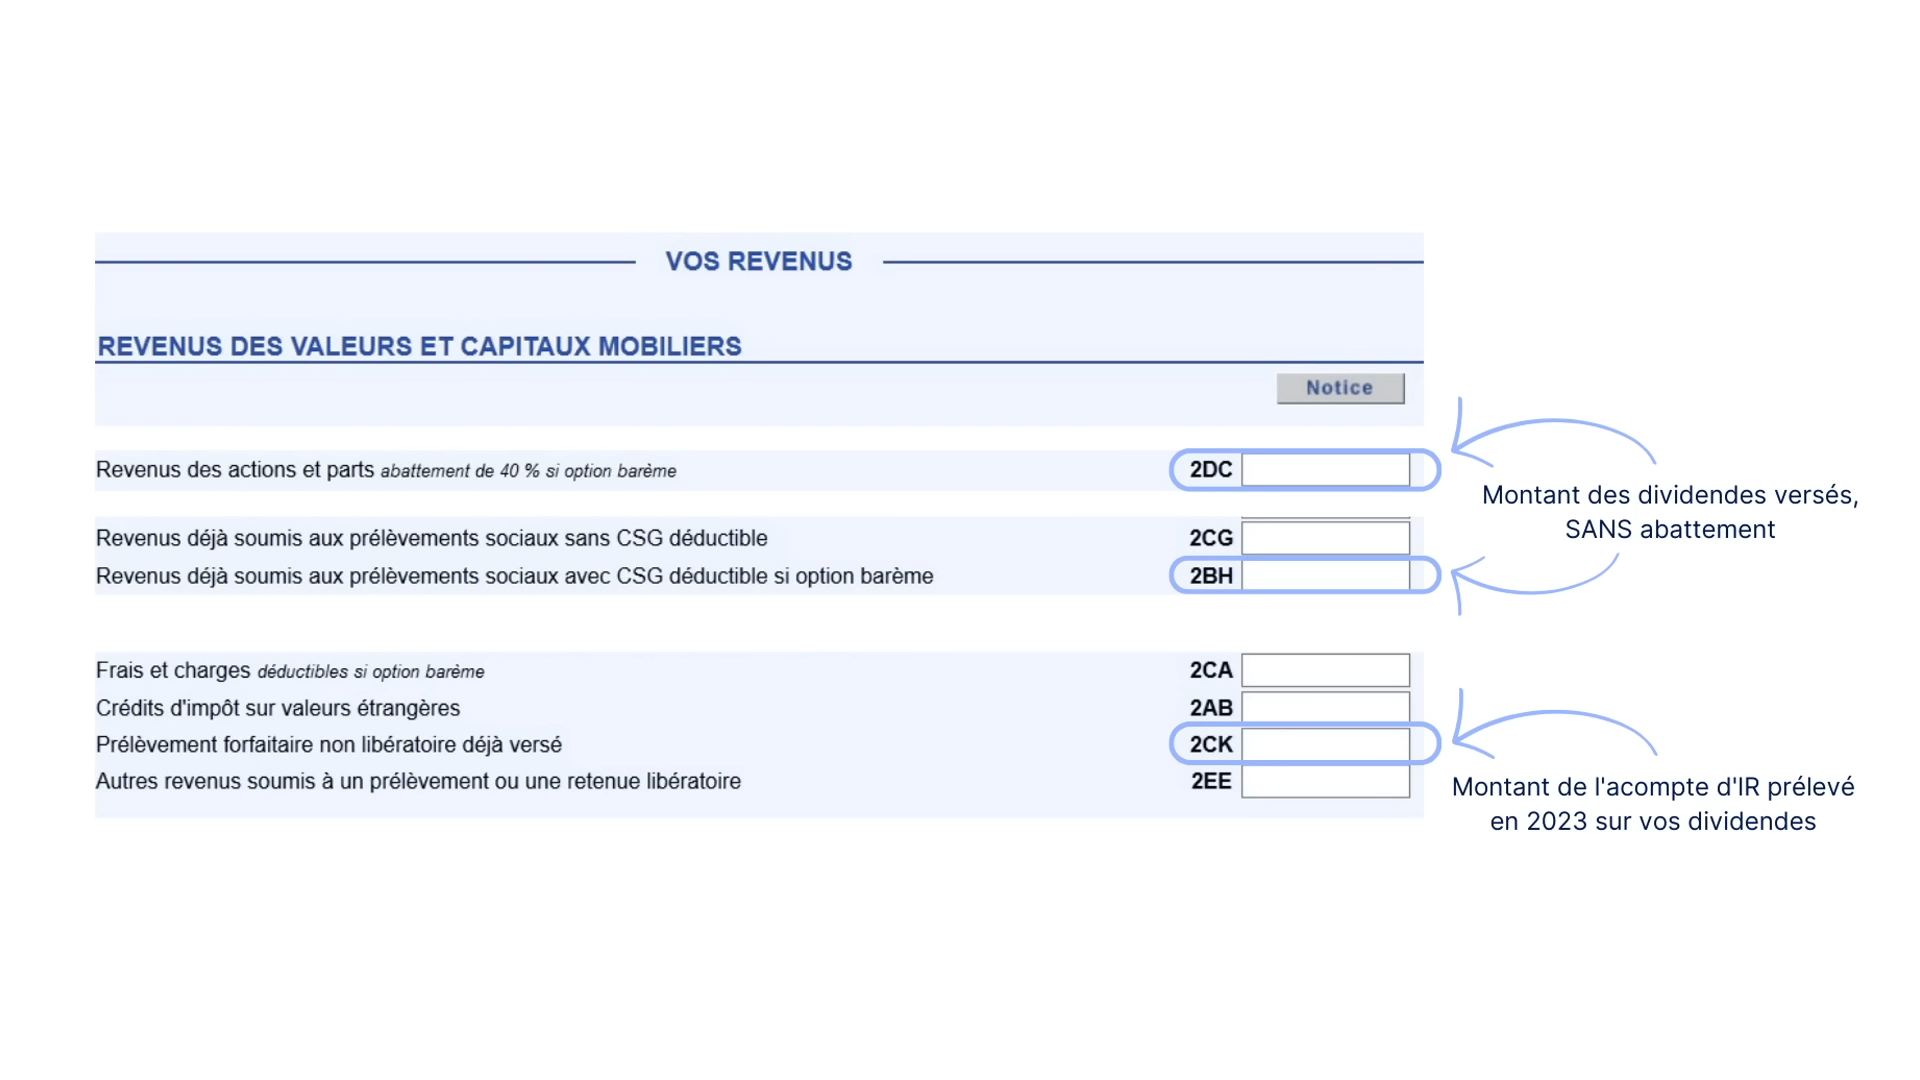 VOS REVENUS
REVENUS DES VALEURS ET CAPITAUX MOBILIERS
Notice
Revenus des actions et parts abattement de 40 % si option barème 2DC
Montant des dividendes versés,
SANS abattement
Revenus déjà soumis aux prélèvements sociaux sans CSG déductible 2CG
Revenus déjà soumis aux prélèvements sociaux avec CSG déductible si option barème 2BH
Frais et charges déductibles si option barème 2CA
Crédits d'impôt sur valeurs étrangères 2AB
Prélèvement forfaitaire non libératoire déjà versé 2CK
Autres revenus soumis à un prélèvement ou une retenue libératoire 2EE
Montant de l'acompte d'IR prélevé
en 2023 sur vos dividendes